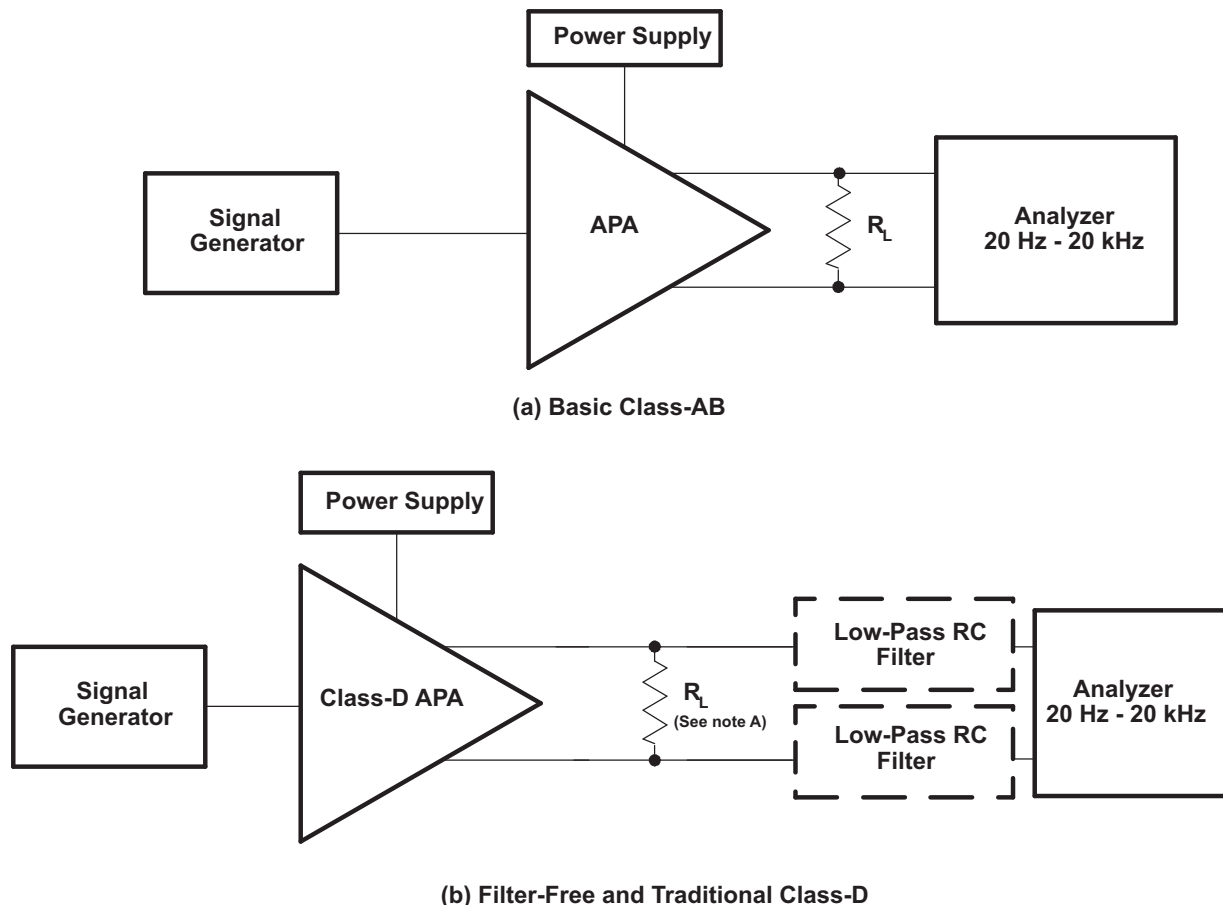 Power Supply
Signal
Generator
APA
RL
Analyzer
20 Hz - 20 kHz
(a) Basic Class-AB
Power Supply
Signal
Generator
Class-D APA
RL
(See note A)
Low-Pass RC
Filter
Low-Pass RC
Filter
Analyzer
20 Hz - 20 kHz
(b) Filter-Free and Traditional Class-D